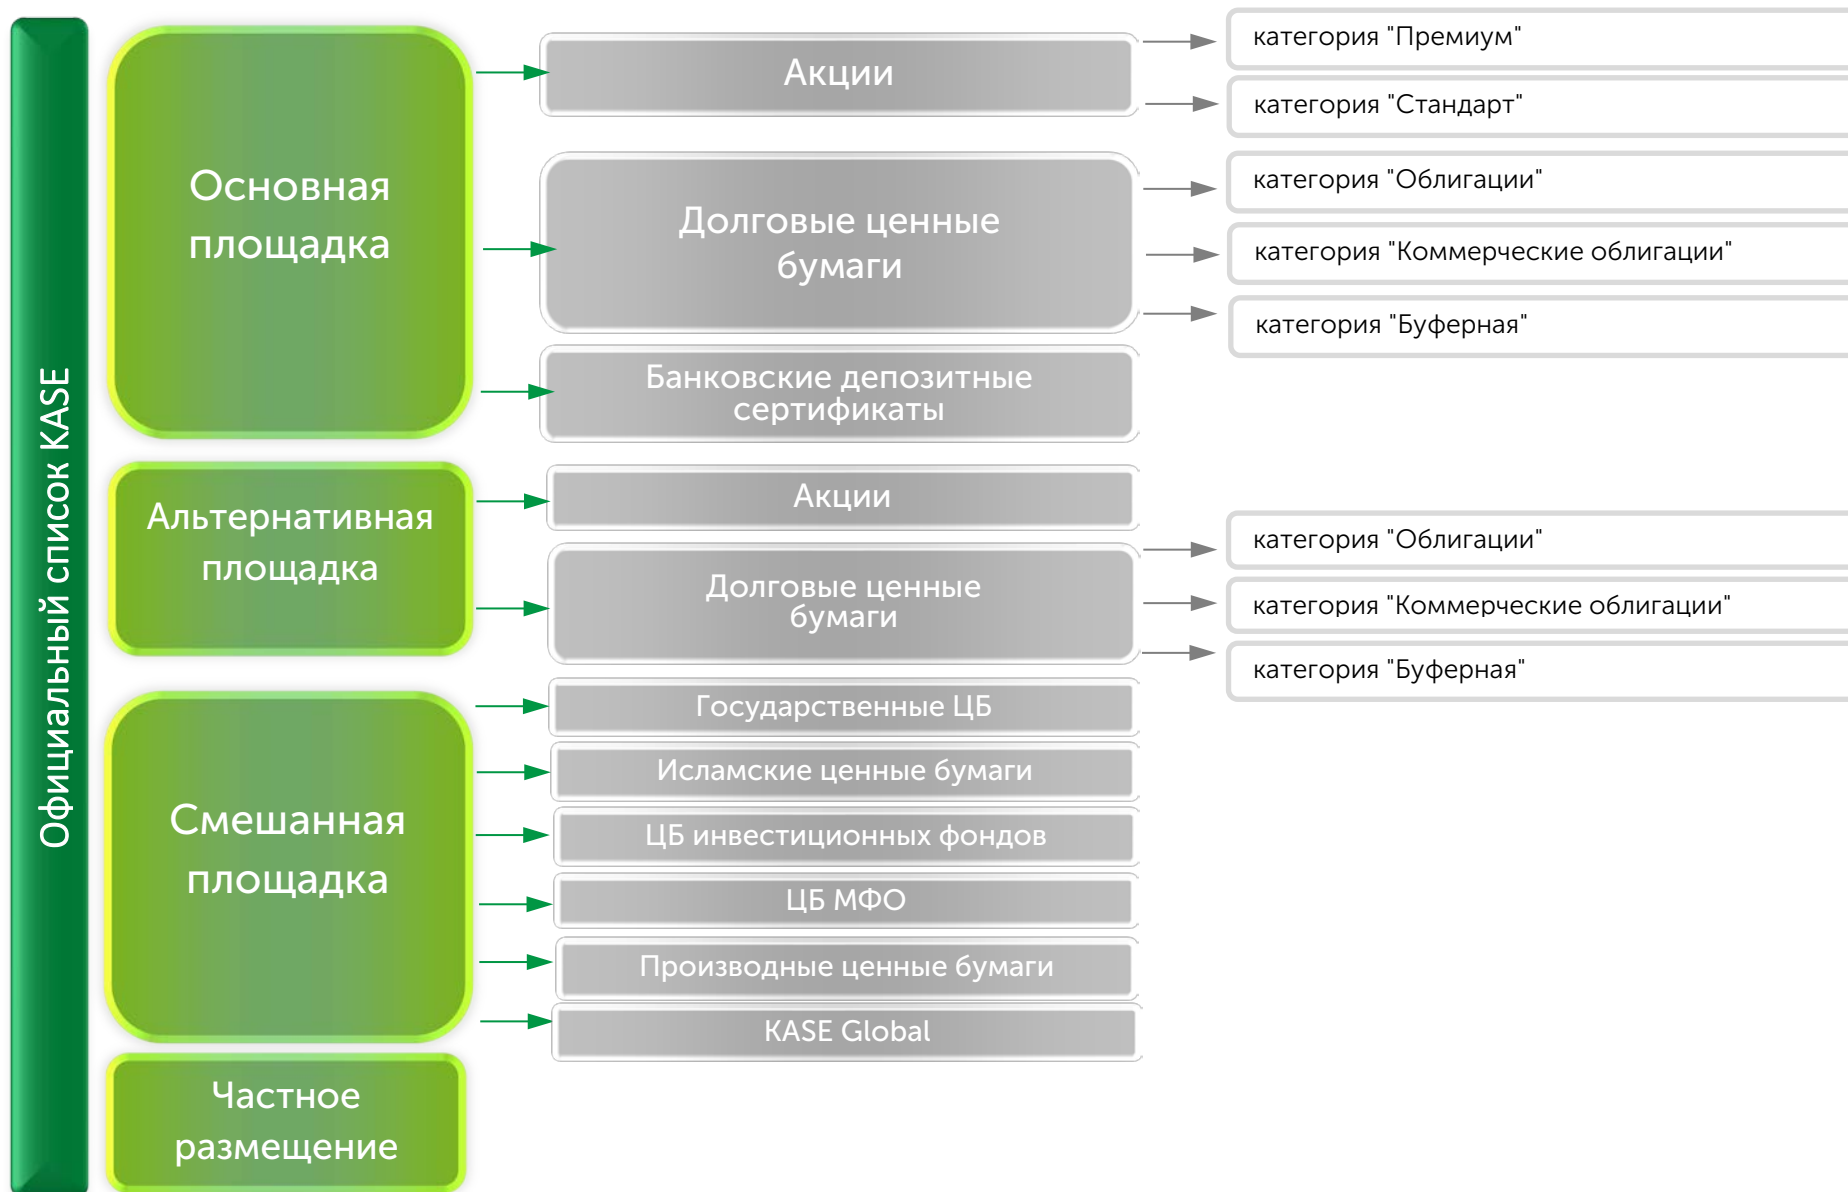 Официальный список KASE
Основная
площадка
Акции
категория "Премиум"
категория "Стандарт"
Долговые ценные
бумаги
категория "Облигации"
категория "Коммерческие облигации"
категория "Буферная"
Банковские депозитные
сертификаты
Альтернативная
площадка
Акции
Долговые ценные
бумаги
категория "Облигации"
категория "Коммерческие облигации"
категория "Буферная"
Смешанная
площадка
Государственные ЦБ
Исламские ценные бумаги
ЦБ инвестиционных фондов
ЦБ МФО
Производные ценные бумаги
KASE Global
Частное
размещение